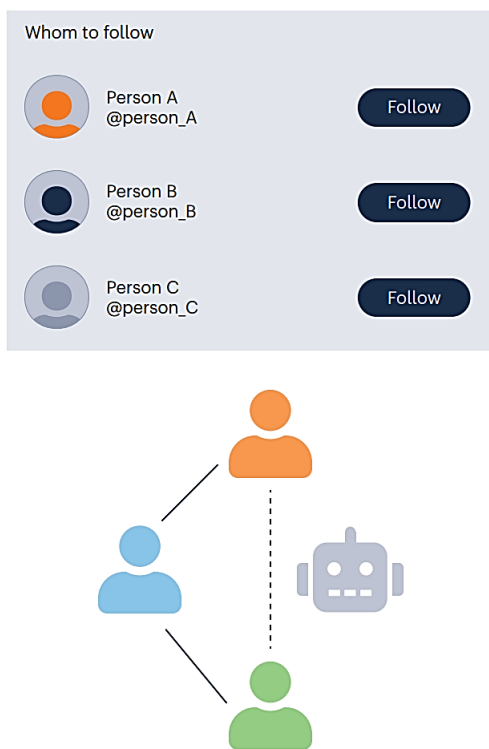 Whom to follow
Person A
@person_A
Follow
Person B
@person_B
Follow
Person C
@person_C
Follow